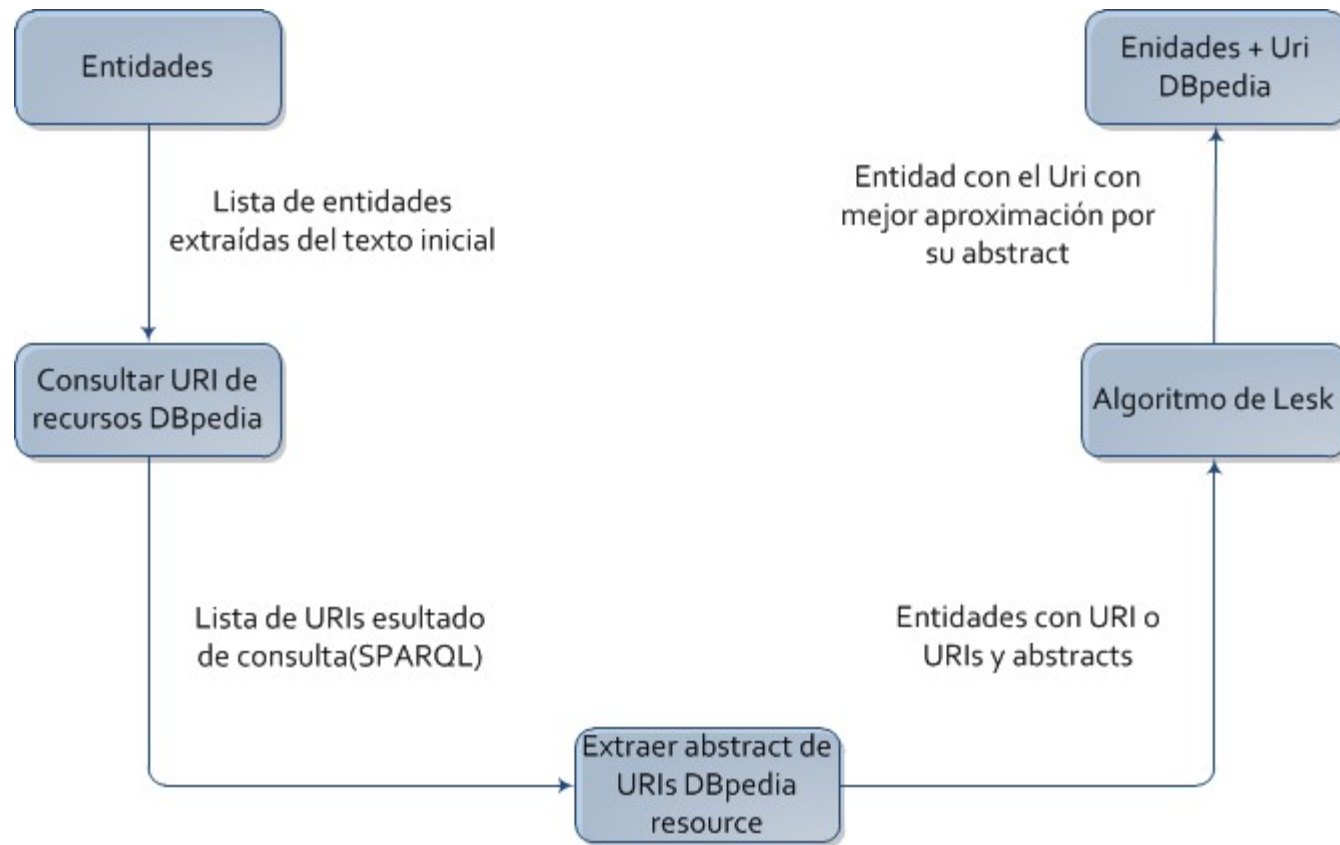 Entidades
Lista de entidades
extraídas del texto inicial
Consultar URI de
recursos DBpedia
Lista de URIs esultado
de consulta(SPARQL)
Extraer abstract de
URIs DBpedia
resource
Entidades con URI o
URIs y abstracts
Algoritmo de Lesk
Entidad con el Uri con
mejor aproximación por
su abstract
Enidades + Uri
DBpedia